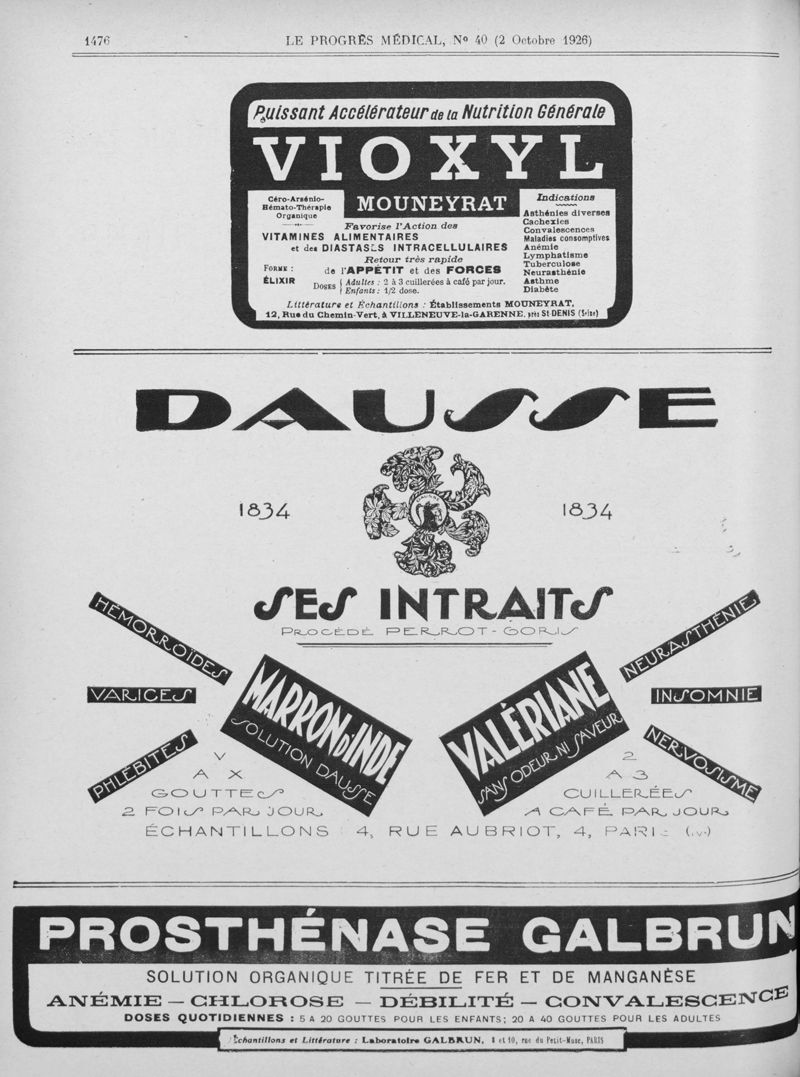 1476
LE PROGRÈS MÉDICAL, No 40 (2 Octobre 1926)
Puissant Accélérateur de la Nutrition Générale
VIOXYL
MOUNEYRAT
Céro-Arsénio-
Hémato-Thérapie
Organique
Favorise l'Action des
VITAMINES ALIMENTAIRES
et des DIASTASES INTRACELLULAIRES
Retour très rapide
de l'APPÉTIT et des FORCES
FORME :
ÉLIXIR
DOSES
Adultes : 2 à 3 cuillerées à café par jour.
Enfants : 1/2 dose.
Indications
Asthénies diverses
Cachexies
Convalescences
Maladies consomptives
Anémie
Lymphatisme
Tuberculose
Neurasthénie
Asthme
Diabète
Littérature et Échantillons : Établissements MOUNEYRAT,
12, Rue du Chemin-Vert, à VILLENEUVE-la-GARENNE, près St-DENIS (Seine)
DAUSSE
1834
DAUSSE
1834
SES INTRAITS
PROCÉDÉ PERROT-GORIS
HÉMORROÏDES
VARICES
PHLÉBITES
MARRON D'INDE
SOLUTION DAUSSE
V
A X
GOUTTES
2 FOIS PAR JOUR
VALÉRIANE
SANS ODEUR NI SAVEUR
NEURASTHÉNIE
INSOMNIE
NERVOSISME
2
A 3
CUILLERÉES
A CAFÉ PAR JOUR
ÉCHANTILLONS : 4, RUE AUBRIOT, 4, PARIS (IV)
PROSTHÉNASE GALBRUN
SOLUTION ORGANIQUE TITRÉE DE FER ET DE MANGANÈSE
ANÉMIE — CHLOROSE — DÉBILITÉ — CONVALESCENCE
DOSES QUOTIDIENNES : 5 A 20 GOUTTES POUR LES ENFANTS; 20 A 40 GOUTTES POUR LES ADULTES
Échantillons et Littérature : Laboratoire GALBRUN, 8 et 10, rue du Petit-Musc, PARIS